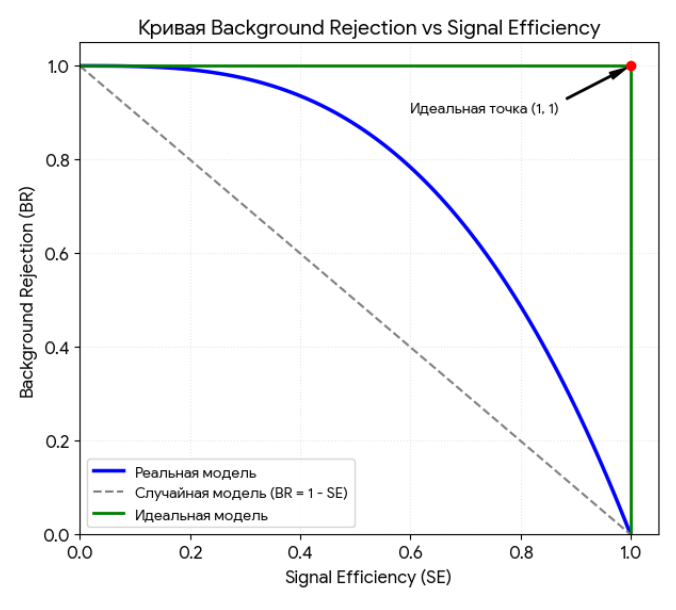 Кривая Background Rejection vs Signal Efficiency
1.0
0.8
0.6
0.4
0.2
0.0
Background Rejection (BR)
Идеальная точка (1, 1)
Реальная модель
Случайная модель (BR = 1 - SE)
Идеальная модель
0.0 0.2 0.4 0.6 0.8 1.0
Signal Efficiency (SE)